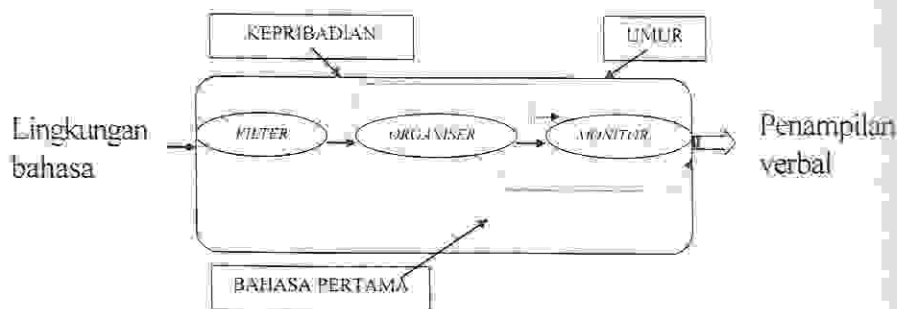 KEPRIBADIAN
UMUR
Lingkungan
bahasa
FILTER
ORGANISER
MONITOR
Penampilan
verbal
BAHASA PERTAMA